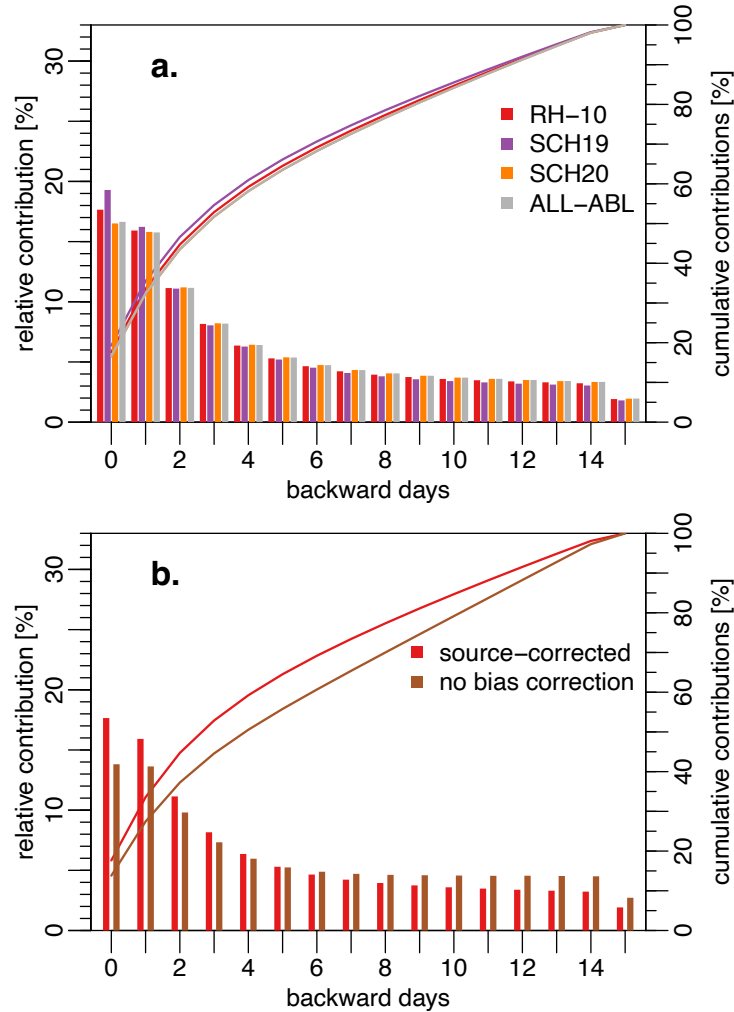 a.
RH−10
SCH19
SCH20
ALL−ABL
relative contribution [%]
0
10
20
30
cumulative contributions [%]
0
20
40
60
80
100
0 2 4 6 8 10 12 14
backward days
b.
source−corrected
no bias correction
relative contribution [%]
0
10
20
30
cumulative contributions [%]
0
20
40
60
80
100
0 2 4 6 8 10 12 14
backward days